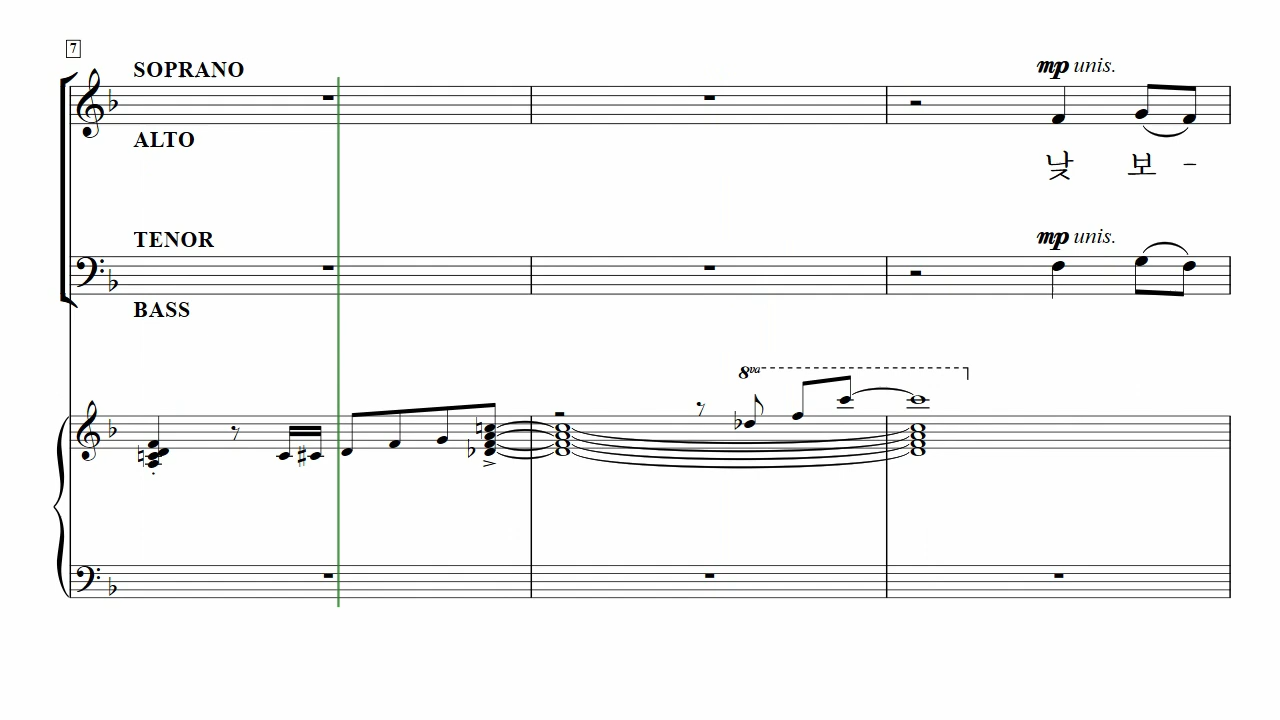 7
SOPRANO
mp unis.
ALTO
낮 보 -
TENOR
mp unis.
BASS
8va